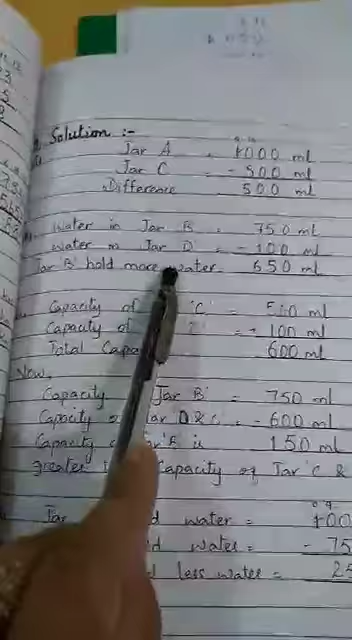 Solution :-
Jar A = 1000 ml
Jar C = - 500 ml
Difference 500 ml
Water in Jar B = 750 ml
Water in Jar D = - 100 ml
Jar B hold more water = 650 ml
Capacity of 'C' = 500 ml
Capacity of = + 100 ml
Total Capa 600 ml
Now,
Capacity Jar B = 750 ml
Capacity Jar D & C = - 600 ml
Capacity Jar B is 150 ml
greater Capacity of Jar C &
Jar d water =
water = - 75
less water = 25